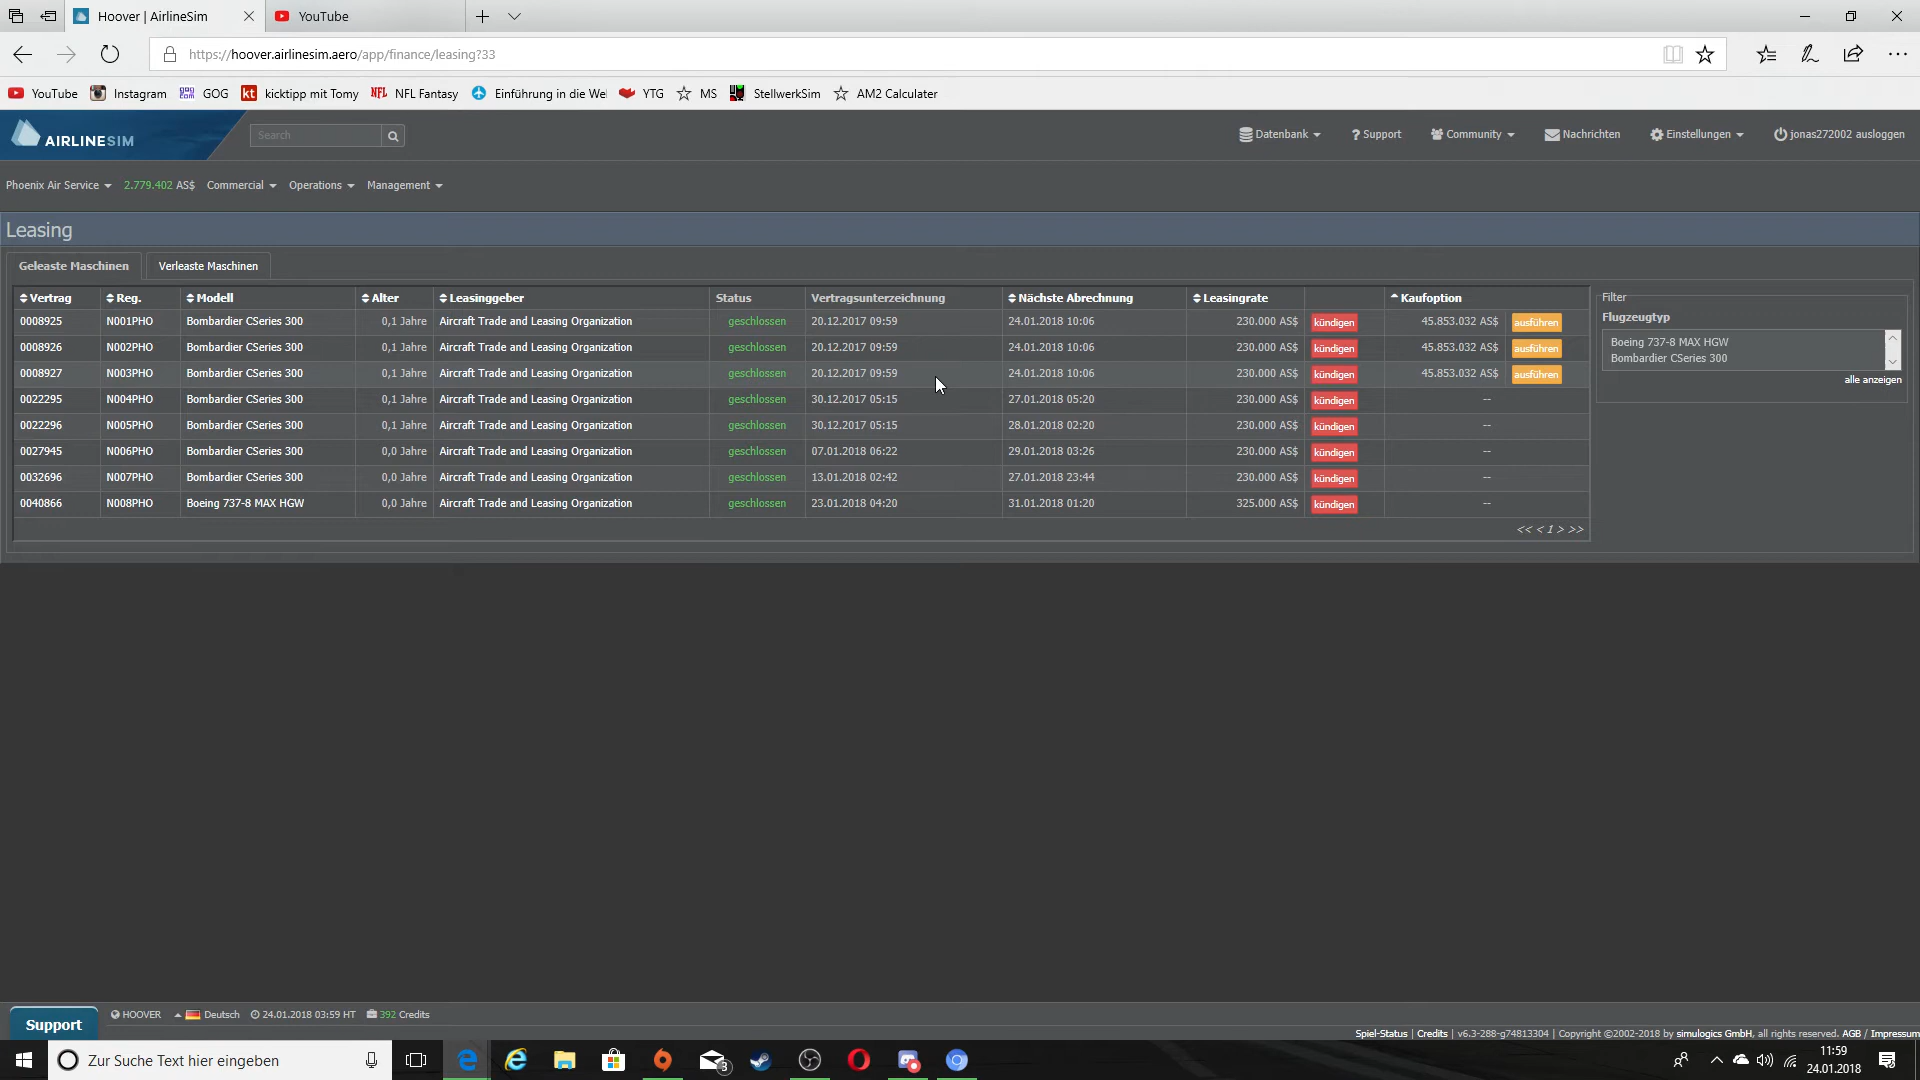 Hoover | AirlineSim
YouTube
https://hoover.airlinesim.aero/app/finance/leasing?33
YouTube Instagram GOG kt kicktipp mit Tomy NFL NFL Fantasy Einführung in die We YTG MS StellwerkSim AM2 Calculater
AIRLINESIM Search Datenbank ? Support Community Nachrichten Einstellungen jonas272002 ausloggen
Phoenix Air Service 2.779.402 AS$ Commercial Operations Management
Leasing
Geleaste Maschinen Verleaste Maschinen
Vertrag Reg. Modell Alter Leasinggeber Status Vertragsunterzeichnung Nächste Abrechnung Leasingrate Kaufoption
0008925 N001PHO Bombardier CSeries 300 0,1 Jahre Aircraft Trade and Leasing Organization geschlossen 20.12.2017 09:59 24.01.2018 10:06 230.000 AS$ kündigen 45.853.032 AS$ ausführen
0008926 N002PHO Bombardier CSeries 300 0,1 Jahre Aircraft Trade and Leasing Organization geschlossen 20.12.2017 09:59 24.01.2018 10:06 230.000 AS$ kündigen 45.853.032 AS$ ausführen
0008927 N003PHO Bombardier CSeries 300 0,1 Jahre Aircraft Trade and Leasing Organization geschlossen 20.12.2017 09:59 24.01.2018 10:06 230.000 AS$ kündigen 45.853.032 AS$ ausführen
0022295 N004PHO Bombardier CSeries 300 0,1 Jahre Aircraft Trade and Leasing Organization geschlossen 30.12.2017 05:15 27.01.2018 05:20 230.000 AS$ kündigen --
0022296 N005PHO Bombardier CSeries 300 0,1 Jahre Aircraft Trade and Leasing Organization geschlossen 30.12.2017 05:15 28.01.2018 02:20 230.000 AS$ kündigen --
0027945 N006PHO Bombardier CSeries 300 0,0 Jahre Aircraft Trade and Leasing Organization geschlossen 07.01.2018 06:22 29.01.2018 03:26 230.000 AS$ kündigen --
0032696 N007PHO Bombardier CSeries 300 0,0 Jahre Aircraft Trade and Leasing Organization geschlossen 13.01.2018 02:42 27.01.2018 23:44 230.000 AS$ kündigen --
0040866 N008PHO Boeing 737-8 MAX HGW 0,0 Jahre Aircraft Trade and Leasing Organization geschlossen 23.01.2018 04:20 31.01.2018 01:20 325.000 AS$ kündigen --
<< < 1 > >>
Filter
Flugzeugtyp
Boeing 737-8 MAX HGW
Bombardier CSeries 300
alle anzeigen
Support HOOVER Deutsch 24.01.2018 03:59 HT 392 Credits
Spiel-Status | Credits | v6.3-288-g74813304 | Copyright ©2002-2018 by simulogics GmbH, all rights reserved. AGB / Impressum
Zur Suche Text hier eingeben
3
11:59
24.01.2018